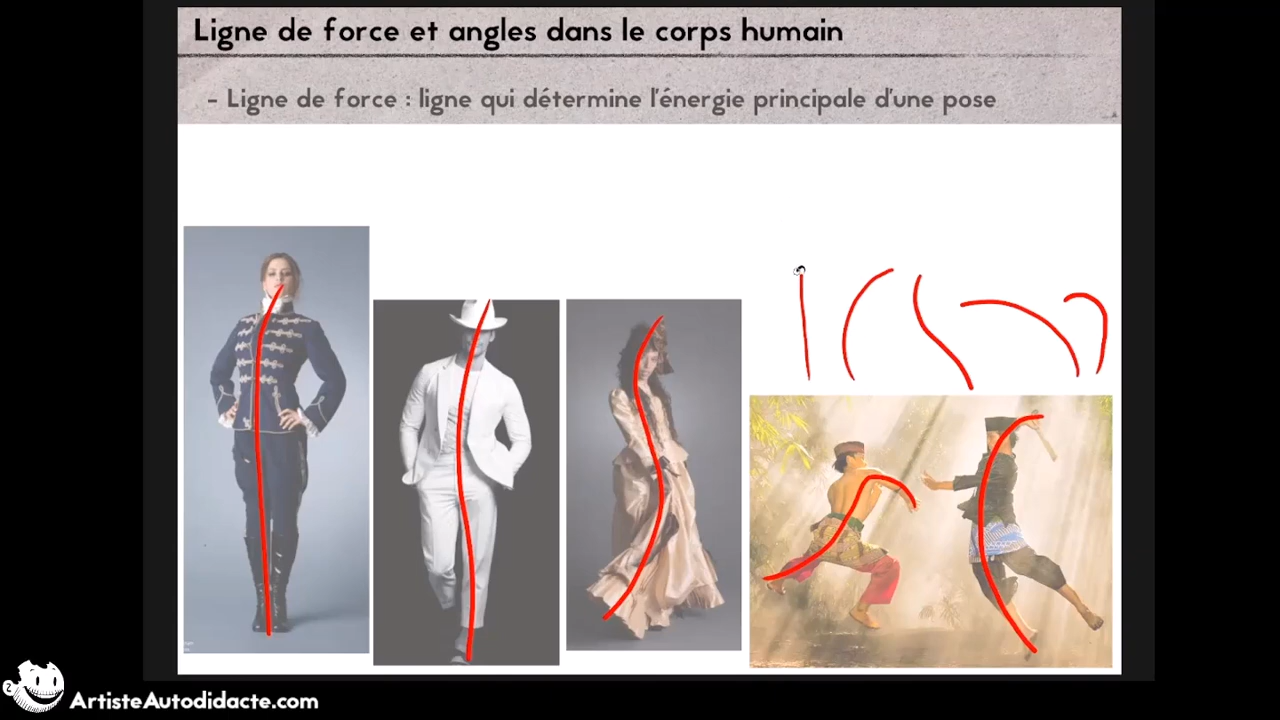 Ligne de force et angles dans le corps humain
- Ligne de force : ligne qui détermine l'énergie principale d'une pose
ArtisteAutodidacte.com